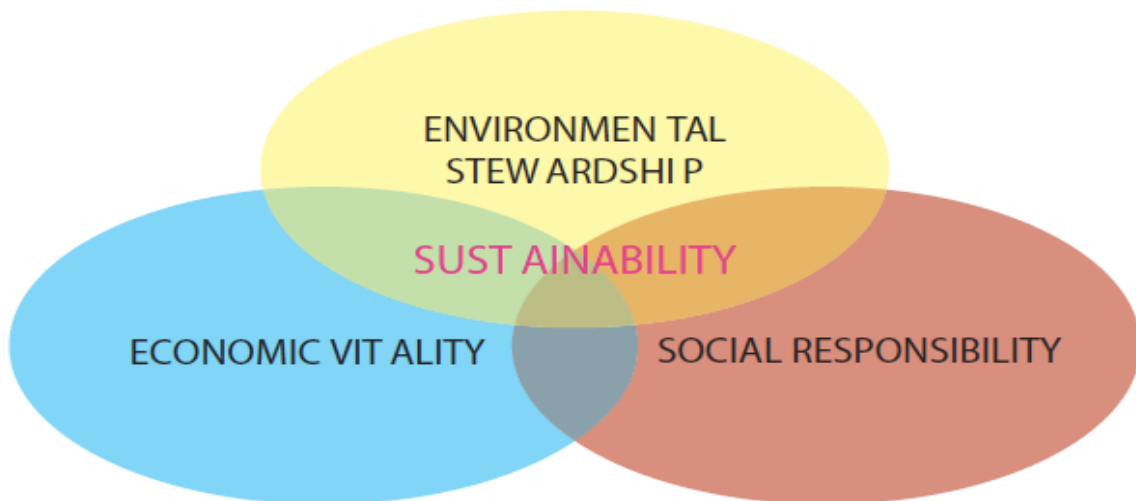 ENVIRONMEN TAL
STEW ARDSHI P
SUST AINABILITY
ECONOMIC VIT ALITY
SOCIAL RESPONSIBILITY